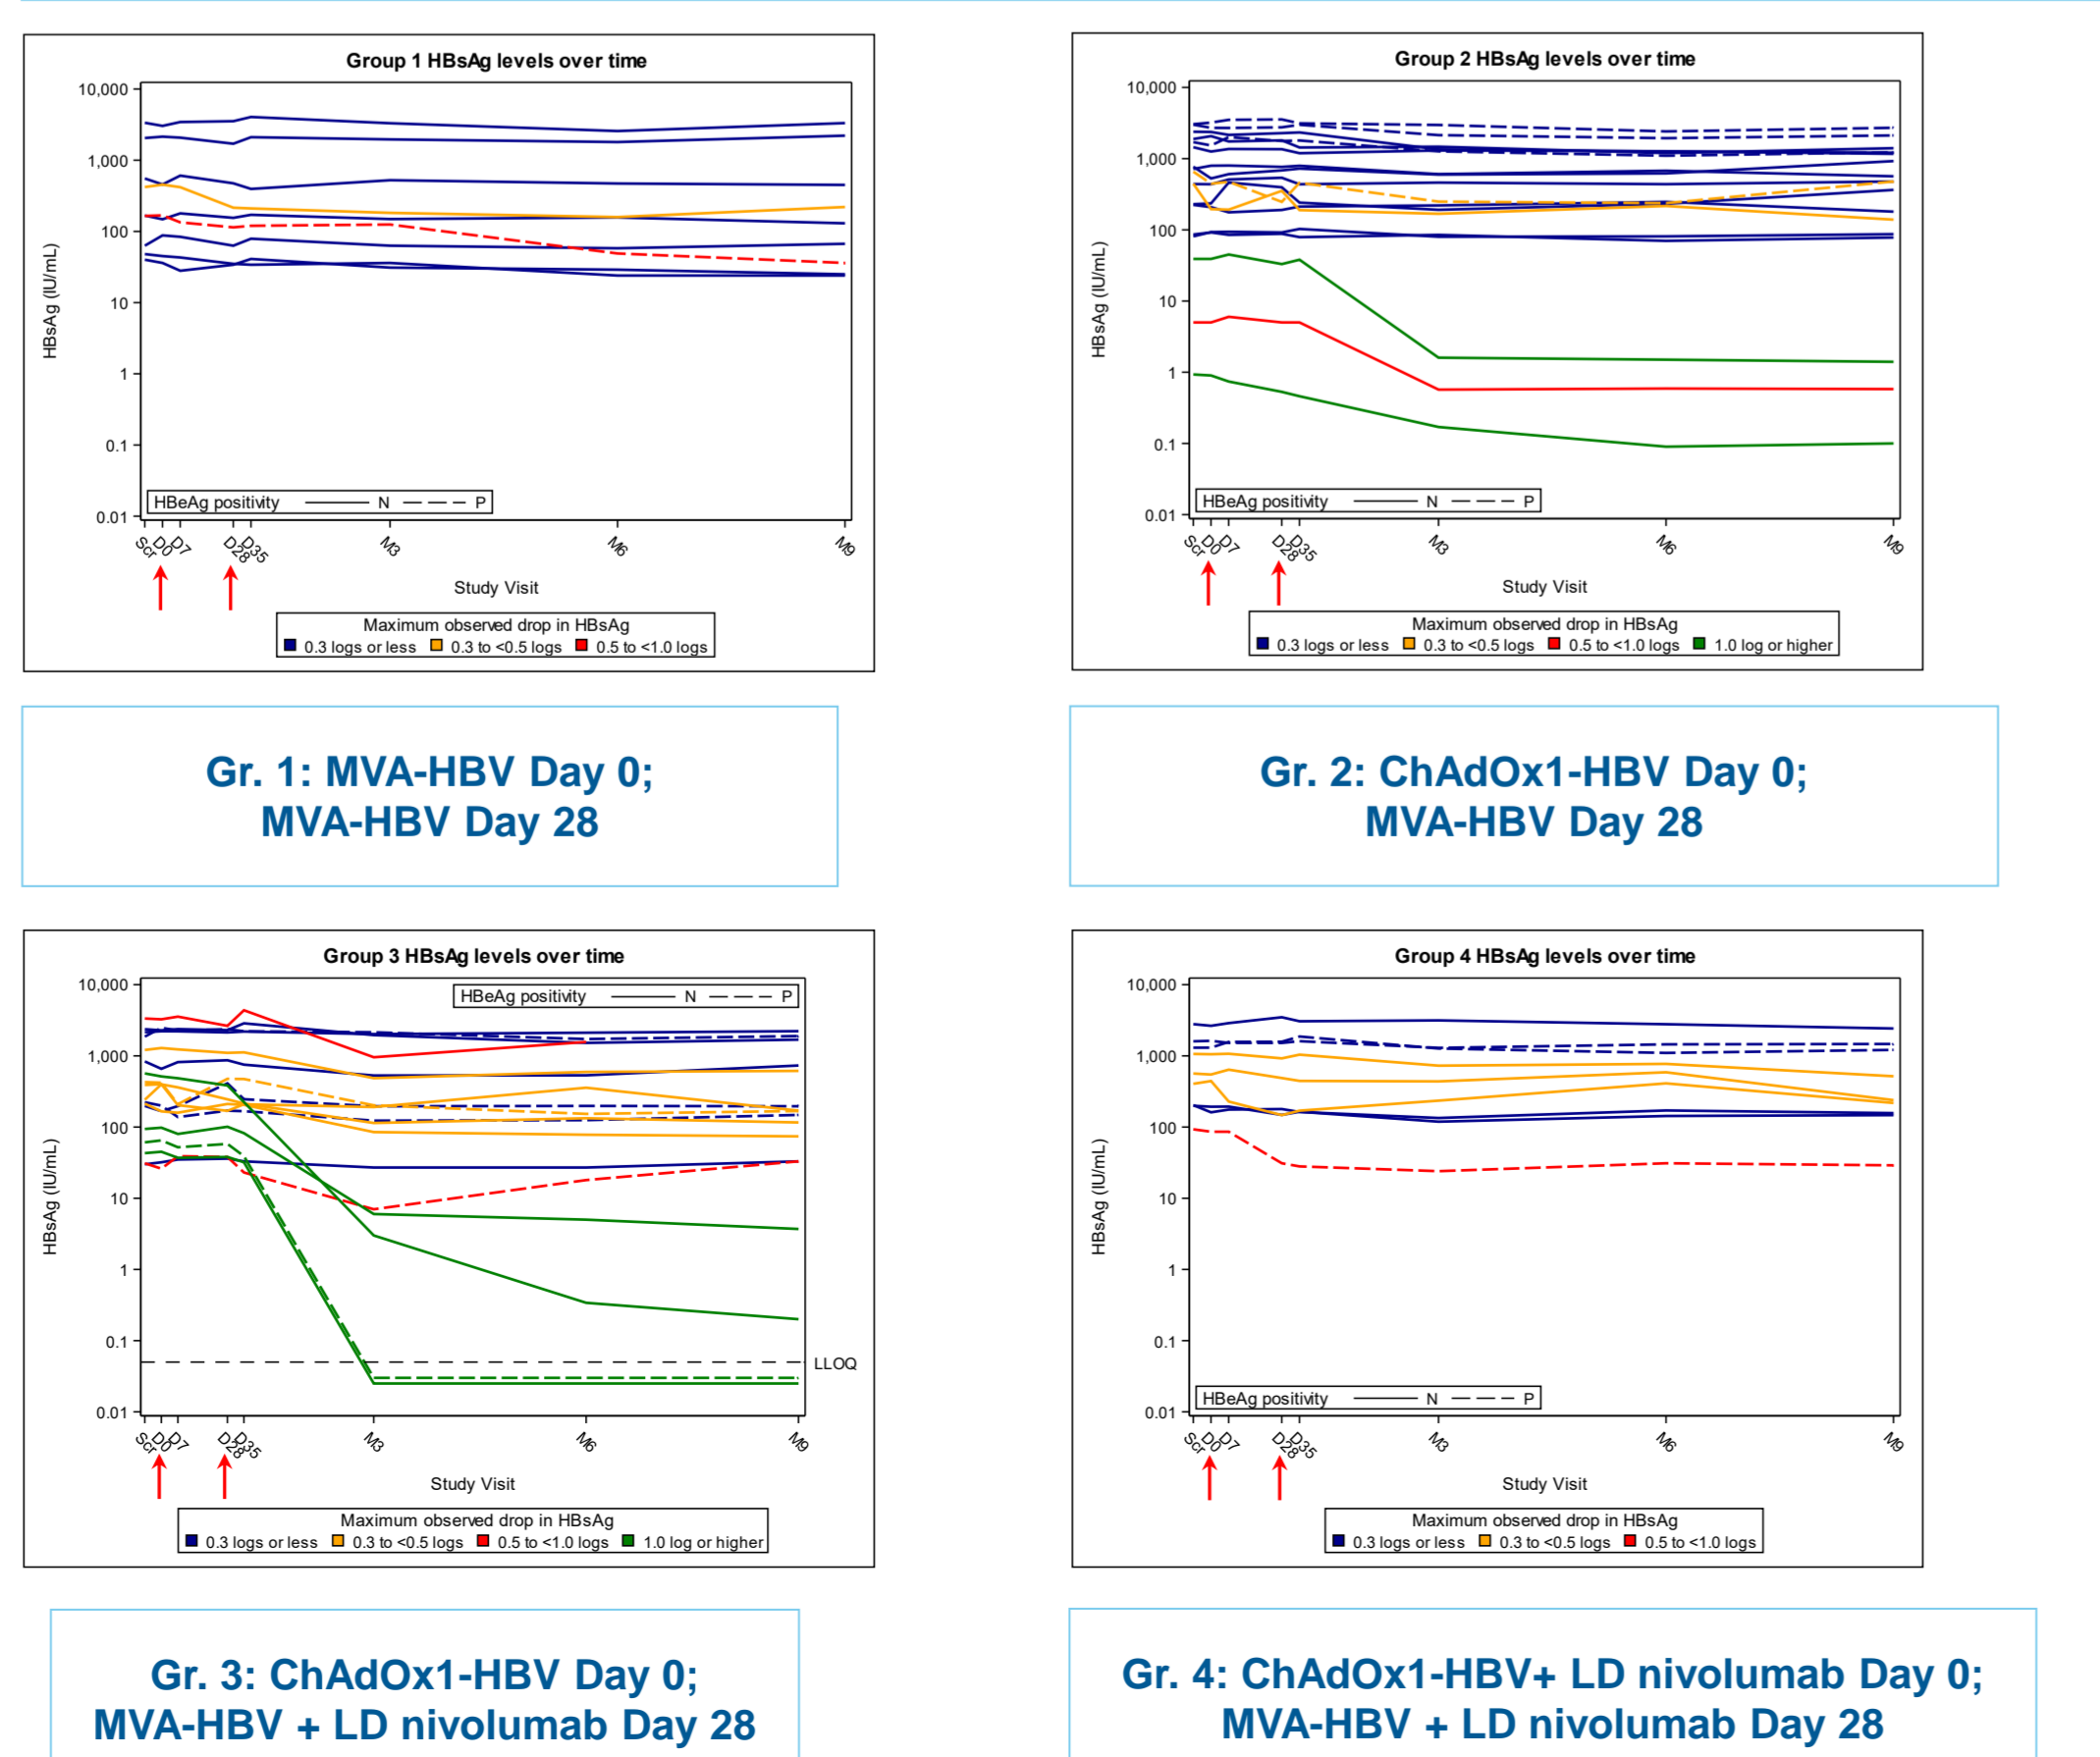 Group 1 HBsAg levels over time
HBsAg (IU/mL)
10,000
1,000
100
10
1
0.1
0.01
HBeAg positivity N P
Scr D0 D7 D28 D35 M3 M6 M9
Study Visit
Maximum observed drop in HBsAg
0.3 logs or less 0.3 to <0.5 logs 0.5 to <1.0 logs
Gr. 1: MVA-HBV Day 0;
MVA-HBV Day 28
Group 2 HBsAg levels over time
HBsAg (IU/mL)
10,000
1,000
100
10
1
0.1
0.01
HBeAg positivity N P
Scr D0 D7 D28 D35 M3 M6 M9
Study Visit
Maximum observed drop in HBsAg
0.3 logs or less 0.3 to <0.5 logs 0.5 to <1.0 logs 1.0 log or higher
Gr. 2: ChAdOx1-HBV Day 0;
MVA-HBV Day 28
Group 3 HBsAg levels over time
HBeAg positivity N P
HBsAg (IU/mL)
10,000
1,000
100
10
1
0.1
0.01
LLOQ
Scr D0 D7 D28 D35 M3 M6 M9
Study Visit
Maximum observed drop in HBsAg
0.3 logs or less 0.3 to <0.5 logs 0.5 to <1.0 logs 1.0 log or higher
Gr. 3: ChAdOx1-HBV Day 0;
MVA-HBV + LD nivolumab Day 28
Group 4 HBsAg levels over time
HBsAg (IU/mL)
10,000
1,000
100
10
1
0.1
0.01
HBeAg positivity N P
Scr D0 D7 D28 D35 M3 M6 M9
Study Visit
Maximum observed drop in HBsAg
0.3 logs or less 0.3 to <0.5 logs 0.5 to <1.0 logs
Gr. 4: ChAdOx1-HBV+ LD nivolumab Day 0;
MVA-HBV + LD nivolumab Day 28